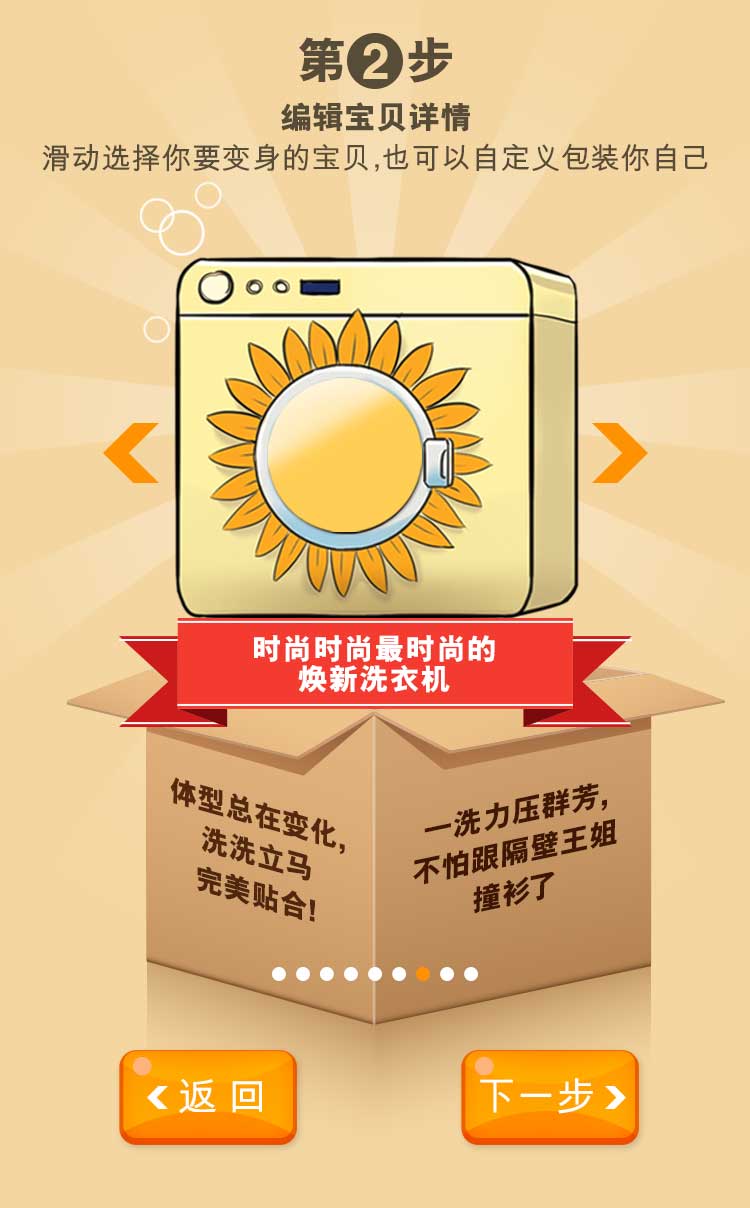 第2步
编辑宝贝详情
滑动选择你要变身的宝贝,也可以自定义包装你自己
时尚时尚最时尚的
焕新洗衣机
体型总在变化,
洗洗立马
完美贴合!
一洗力压群芳,
不怕跟隔壁王姐
撞衫了
返回
下一步